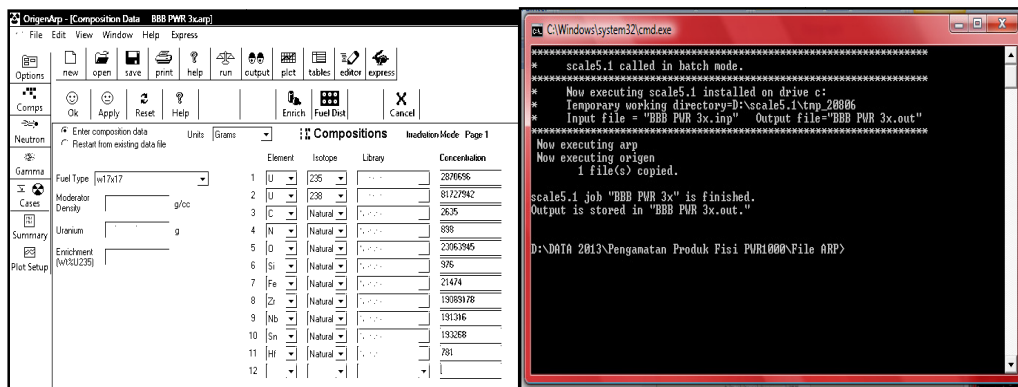 OrigenArp - [Composition Data BBB PWR 3x.arp]
File Edit View Window Help Express
Options
new open save print help run output plot tables editor express
Comps
Ok Apply Reset Help Enrich Fuel Dist Cancel
Neutron
Enter composition data
Restart from existing data file
Units Grams
Compositions
Irradiation Mode Page 1
Gamma
Element Isotope Library Concentration
Fuel Type w17x17
Cases
Moderator
Density
g/cc
Summary
Uranium
g
Plot Setup
Enrichment
(wt%U235)
1 U 235 2870696
2 U 238 81727942
3 C Natural 2635
4 N Natural 898
5 O Natural 23063945
6 Si Natural 976
7 Fe Natural 21474
8 Zr Natural 19089178
9 Nb Natural 191316
10 Sn Natural 193268
11 Hf Natural 781
12
C:\Windows\system32\cmd.exe
************************************************************
* scale5.1 called in batch mode.
************************************************************
* Now executing scale5.1 installed on drive c:
* Temporary working directory=D:\scale5.1\tmp_20806
* Input file = "BBB PWR 3x.inp" Output file="BBB PWR 3x.out"
************************************************************
Now executing arp
Now executing origen
1 file(s) copied.
scale5.1 job "BBB PWR 3x" is finished.
Output is stored in "BBB PWR 3x.out."
D:\DATA 2013\Pengamatan Produk Fisi PWR1000\File ARP>